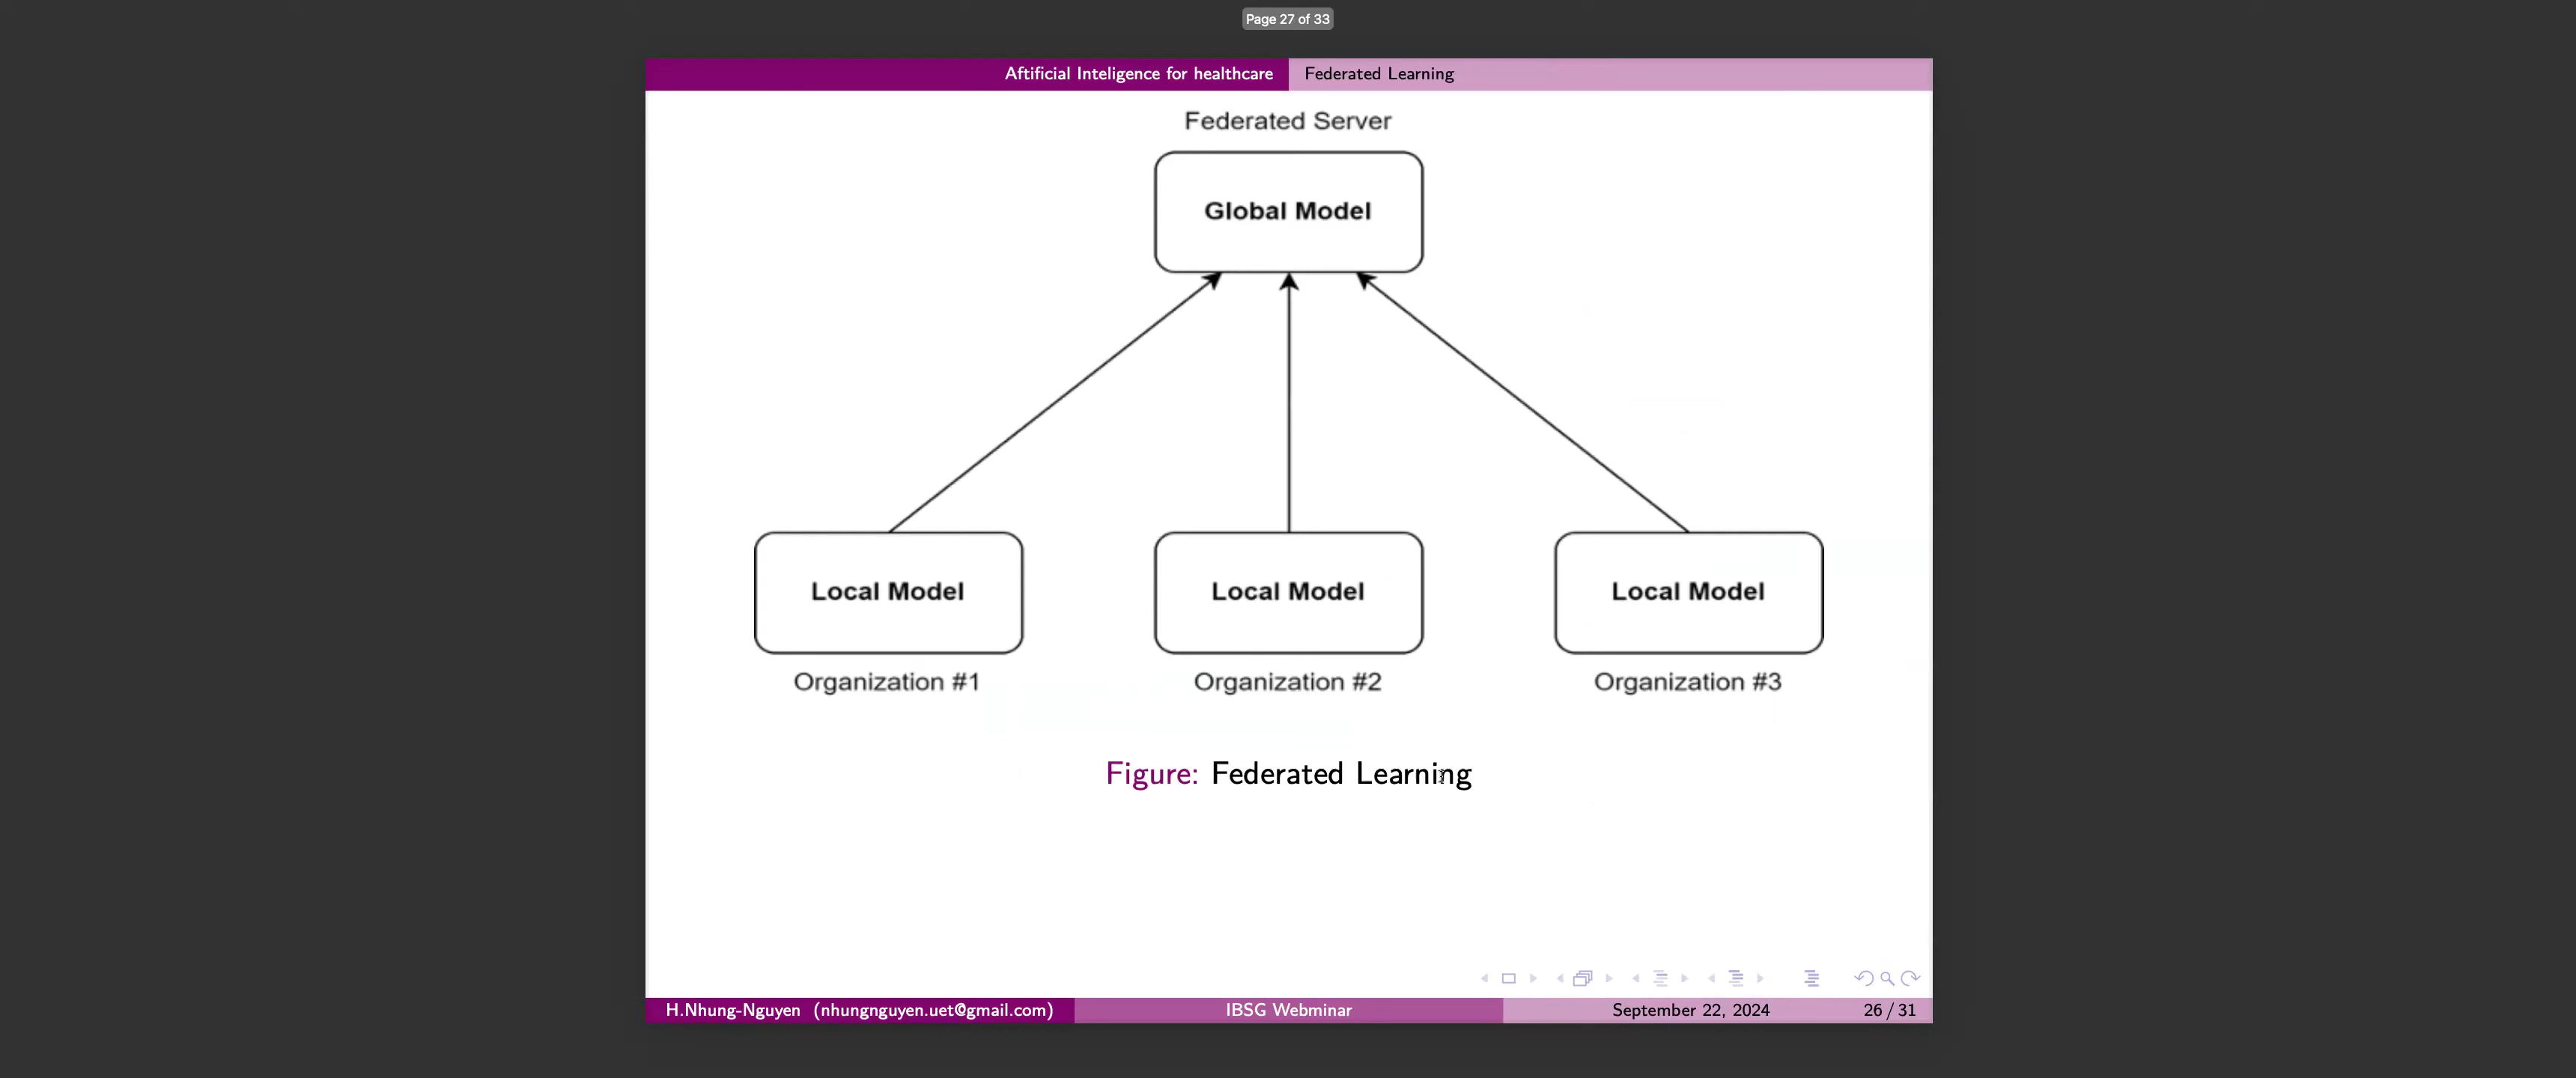 Page 27 of 33
Aftificial Inteligence for healthcare
Federated Learning
Federated Server
Global Model
Local Model
Local Model
Local Model
Organization #1
Organization #2
Organization #3
Figure: Federated Learning
H.Nhung-Nguyen (nhungnguyen.uet@gmail.com)
IBSG Webminar
September 22, 2024
26 / 31